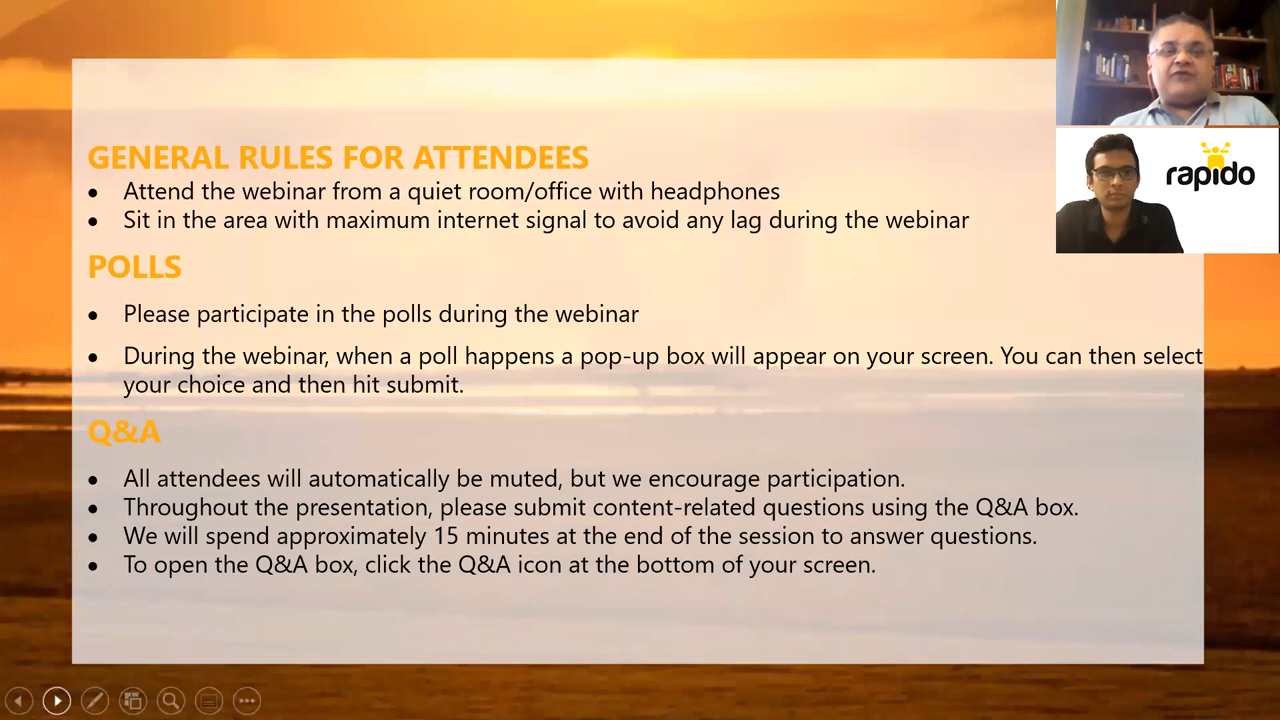 GENERAL RULES FOR ATTENDEES
• Attend the webinar from a quiet room/office with headphones
• Sit in the area with maximum internet signal to avoid any lag during the webinar
POLLS
• Please participate in the polls during the webinar
• During the webinar, when a poll happens a pop-up box will appear on your screen. You can then select
your choice and then hit submit.
Q&A
• All attendees will automatically be muted, but we encourage participation.
• Throughout the presentation, please submit content-related questions using the Q&A box.
• We will spend approximately 15 minutes at the end of the session to answer questions.
• To open the Q&A box, click the Q&A icon at the bottom of your screen.
rapido